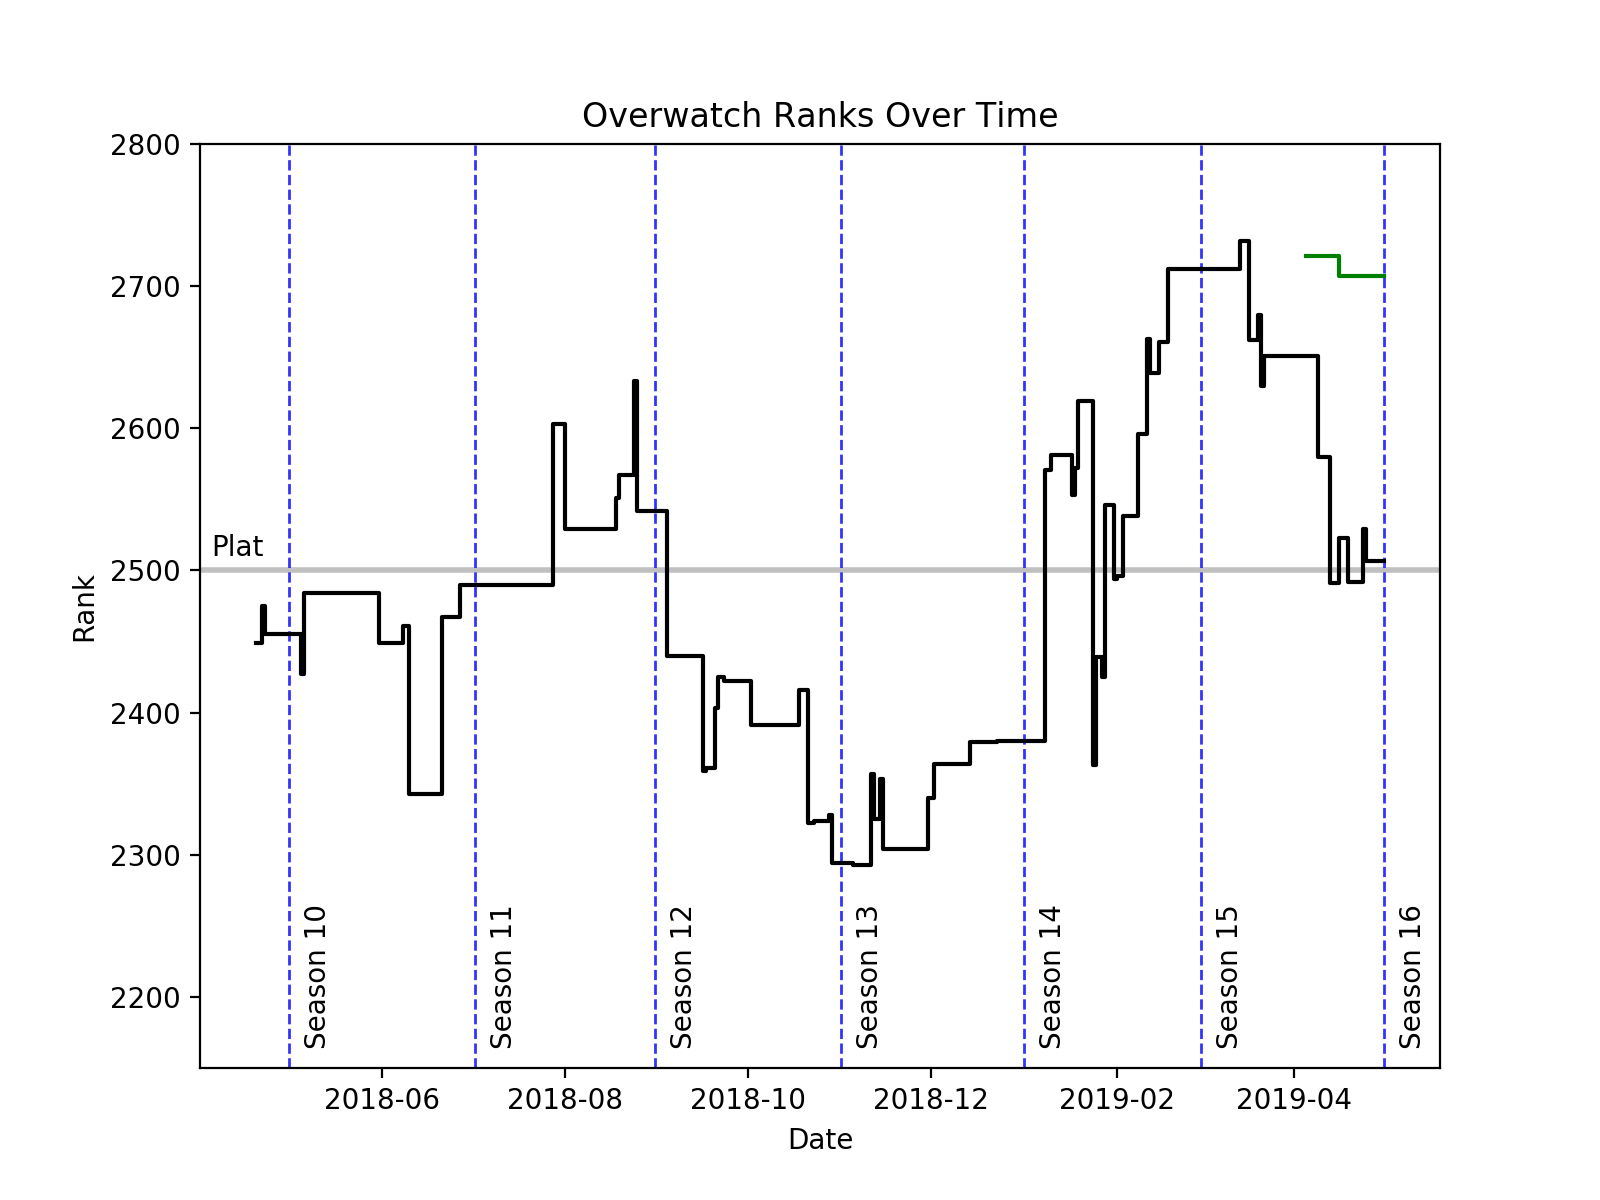 Overwatch Ranks Over Time
2800
2700
2600
2500
2400
2300
2200
Rank
Plat
Season 10
Season 11
Season 12
Season 13
Season 14
Season 15
Season 16
2018-06
2018-08
2018-10
2018-12
2019-02
2019-04
Date